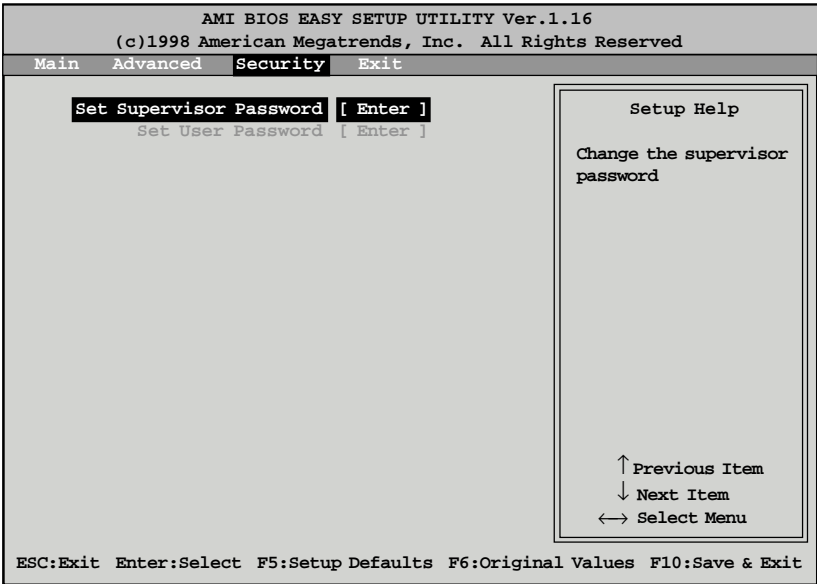 AMI BIOS EASY SETUP UTILITY Ver.1.16
(c)1998 American Megatrends, Inc. All Rights Reserved
Main Advanced Security Exit
Set Supervisor Password [ Enter ]
Set User Password [ Enter ]
Setup Help
Change the supervisor
password
↑ Previous Item
↓ Next Item
←→ Select Menu
ESC:Exit Enter:Select F5:Setup Defaults F6:Original Values F10:Save & Exit